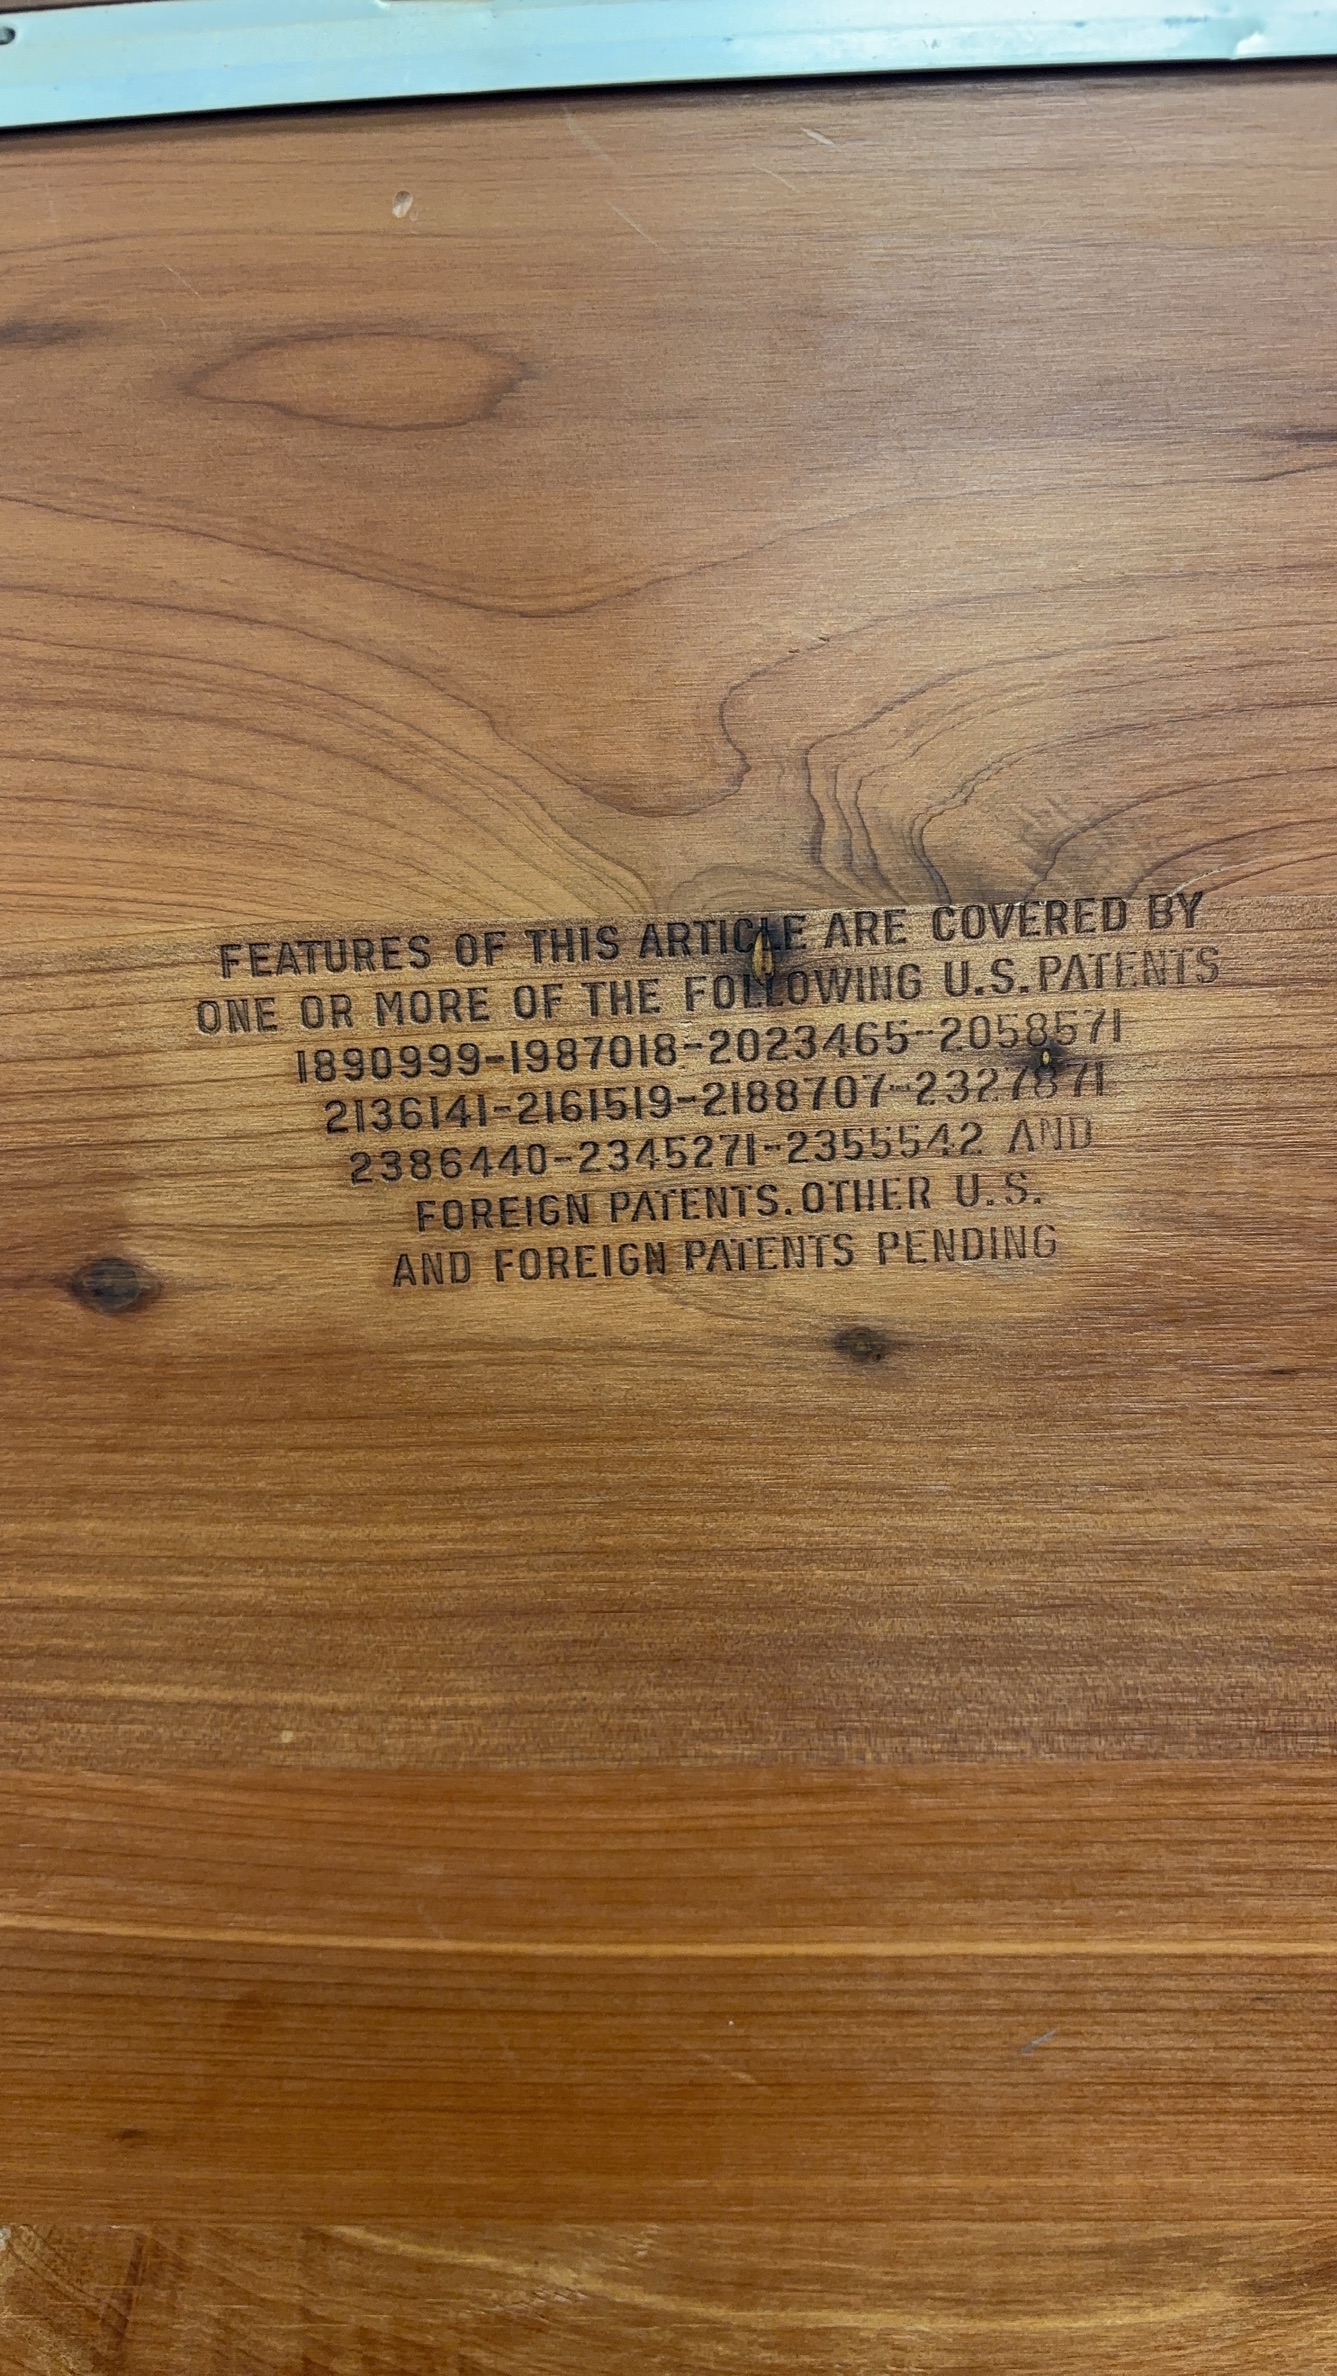 FEATURES OF THIS ARTICLE ARE COVERED BY
ONE OR MORE OF THE FOLLOWING U.S. PATENTS
1890999-1987018-2023465-2058571
2136141-2161519-2188707-2327871
2386440-2345271-2355542 AND
FOREIGN PATENTS. OTHER U.S.
AND FOREIGN PATENTS PENDING